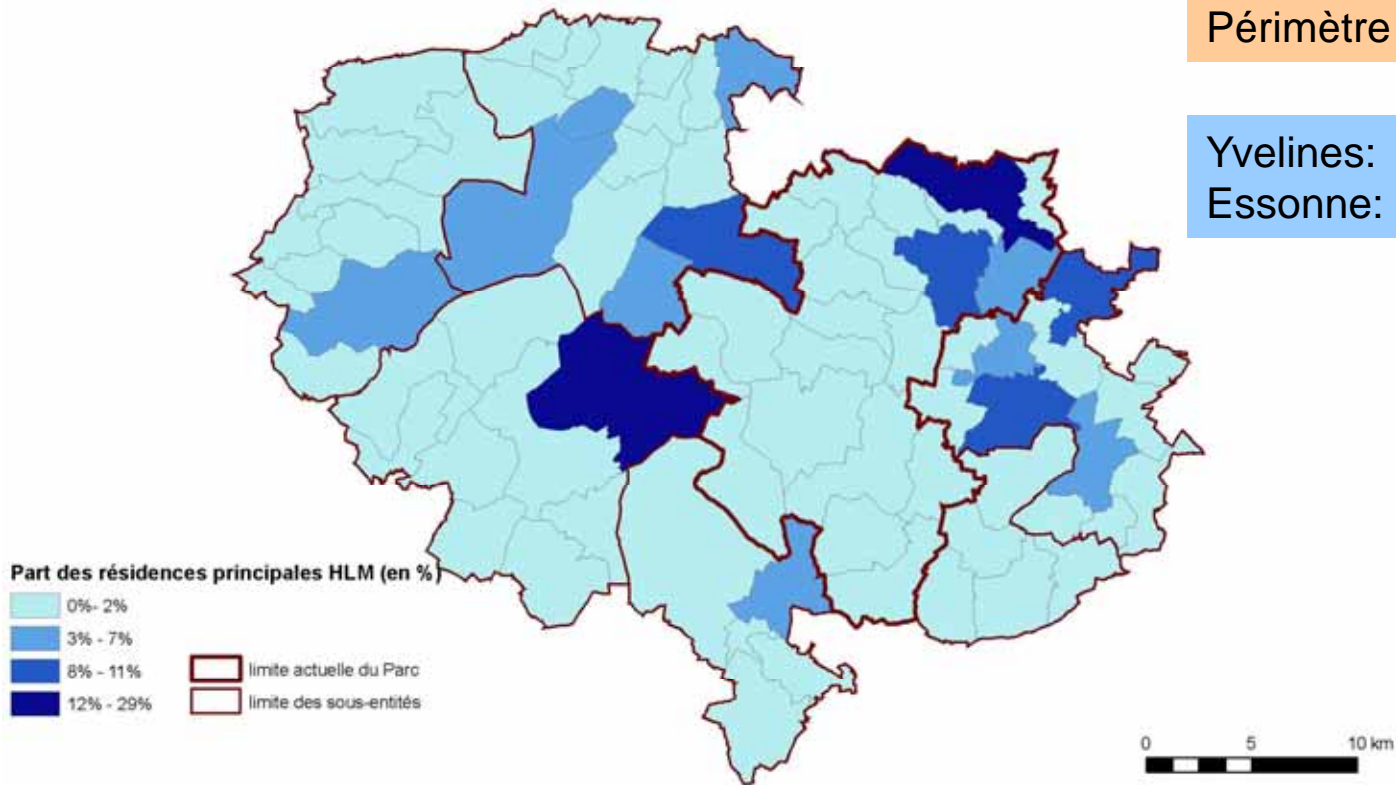 Périmètre
Yvelines:
Essonne:
Part des résidences principales HLM (en %)
0%- 2%
3% - 7%
8% - 11%
12% - 29%
limite actuelle du Parc
limite des sous-entités
0 5 10 km